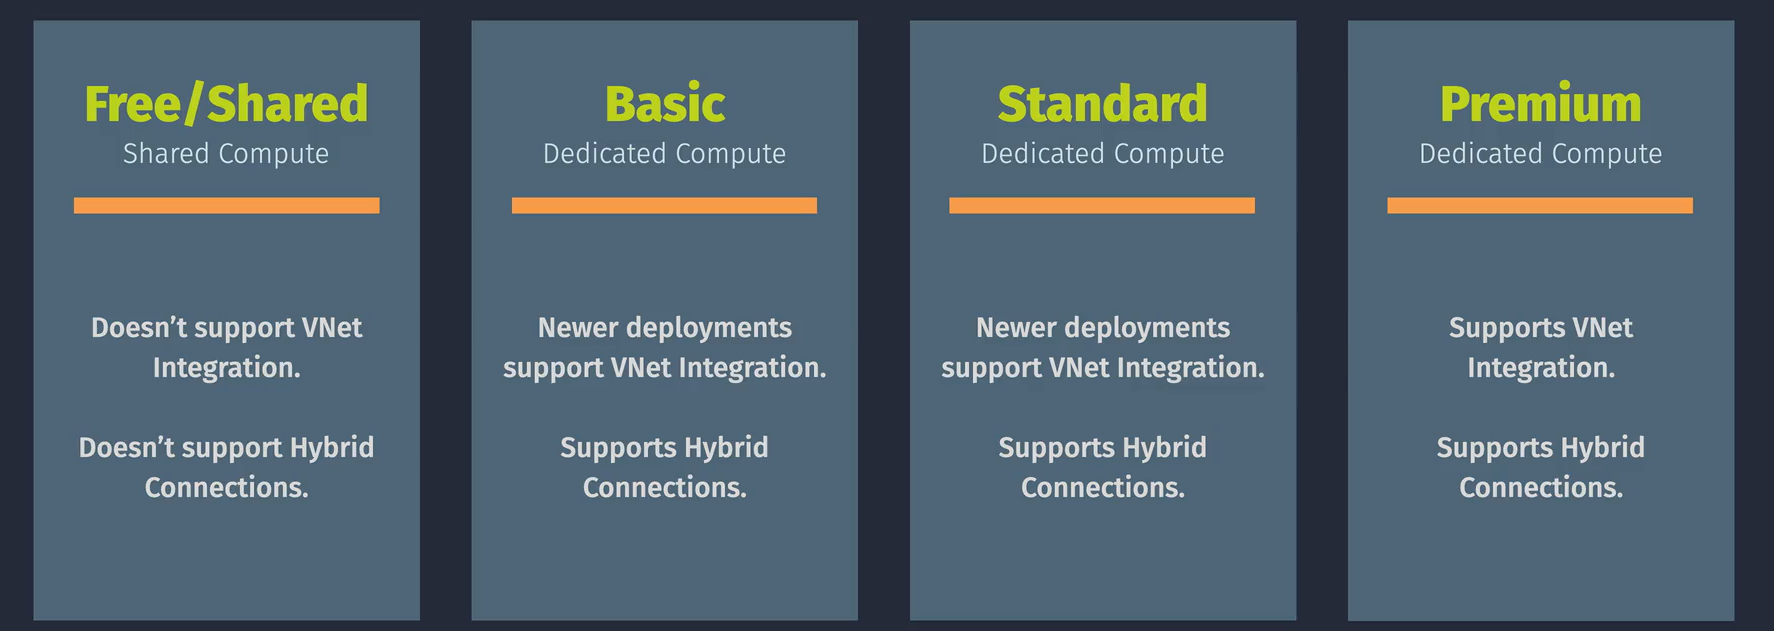 Free/Shared
Shared Compute
Doesn’t support VNet
Integration.
Doesn’t support Hybrid
Connections.
Basic
Dedicated Compute
Newer deployments
support VNet Integration.
Supports Hybrid
Connections.
Standard
Dedicated Compute
Newer deployments
support VNet Integration.
Supports Hybrid
Connections.
Premium
Dedicated Compute
Supports VNet
Integration.
Supports Hybrid
Connections.